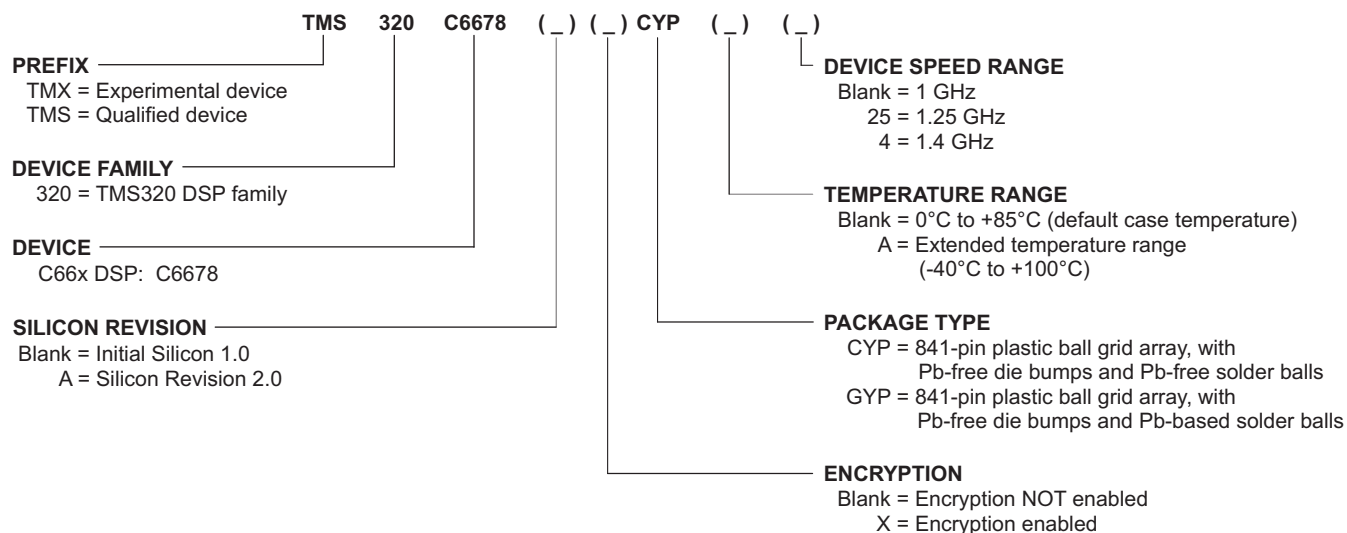 TMS 320 C6678 ( _ ) ( _ ) CYP ( _ ) ( _ )
PREFIX
TMX = Experimental device
TMS = Qualified device
DEVICE FAMILY
320 = TMS320 DSP family
DEVICE
C66x DSP: C6678
SILICON REVISION
Blank = Initial Silicon 1.0
A = Silicon Revision 2.0
DEVICE SPEED RANGE
Blank = 1 GHz
25 = 1.25 GHz
4 = 1.4 GHz
TEMPERATURE RANGE
Blank = 0°C to +85°C (default case temperature)
A = Extended temperature range
(-40°C to +100°C)
PACKAGE TYPE
CYP = 841-pin plastic ball grid array, with
Pb-free die bumps and Pb-free solder balls
GYP = 841-pin plastic ball grid array, with
Pb-free die bumps and Pb-based solder balls
ENCRYPTION
Blank = Encryption NOT enabled
X = Encryption enabled